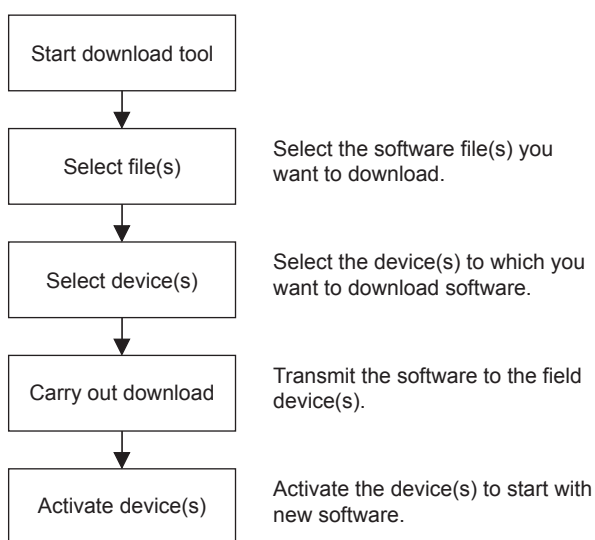 Start download tool
Select file(s)
Select the software file(s) you
want to download.
Select device(s)
Select the device(s) to which you
want to download software.
Carry out download
Transmit the software to the field
device(s).
Activate device(s)
Activate the device(s) to start with
new software.